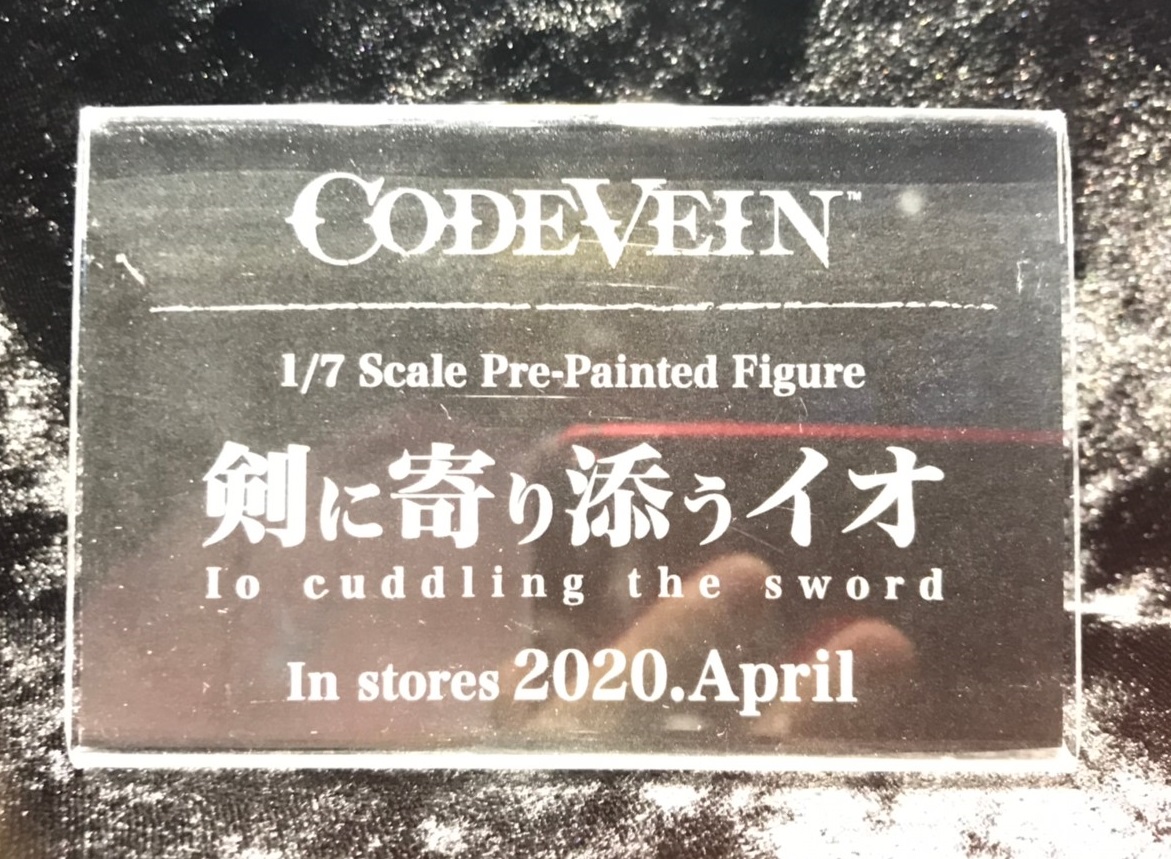 CODE VEIN™
1/7 Scale Pre-Painted Figure
剣に寄り添うイオ
Io cuddling the sword
In stores 2020.April